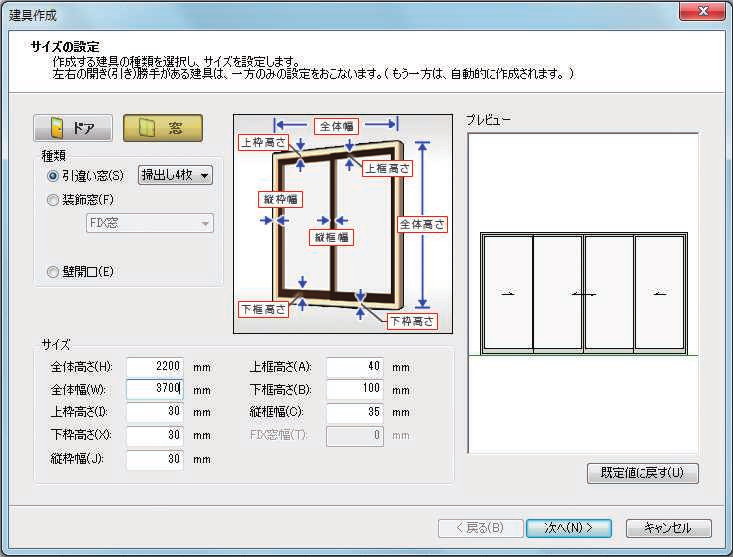 建具作成
サイズの設定
作成する建具の種類を選択し、サイズを設定します。
左右の開き(引き)勝手がある建具は、一方のみの設定をおこないます。(もう一方は、自動的に作成されます。)
ドア
窓
種類
引違い窓(S)
掃出し4枚
装飾窓(F)
FIX窓
壁開口(E)
全体幅
上枠高さ
上框高さ
縦枠幅
全体高さ
縦框幅
下框高さ
下枠高さ
プレビュー
サイズ
全体高さ(H): 2200 mm
上框高さ(A): 40 mm
全体幅(W): 3700 mm
下框高さ(B): 100 mm
上枠高さ(I): 30 mm
縦框幅(C): 35 mm
下枠高さ(X): 30 mm
FIX窓幅(T): 0 mm
縦枠幅(J): 30 mm
既定値に戻す(U)
< 戻る(B)
次へ(N) >
キャンセル